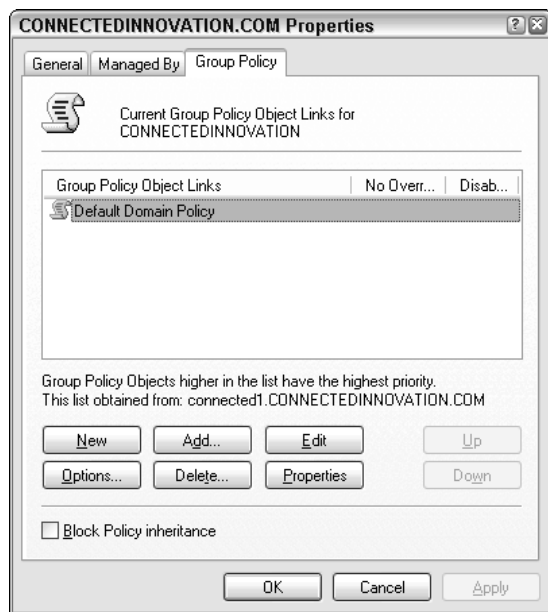 CONNECTEDINNOVATION.COM Properties
General Managed By Group Policy
Current Group Policy Object Links for
CONNECTEDINNOVATION
Group Policy Object Links No Overr... Disab...
Default Domain Policy
Group Policy Objects higher in the list have the highest priority.
This list obtained from: connected1.CONNECTEDINNOVATION.COM
New Add... Edit Up
Options... Delete... Properties Down
Block Policy inheritance
OK Cancel Apply